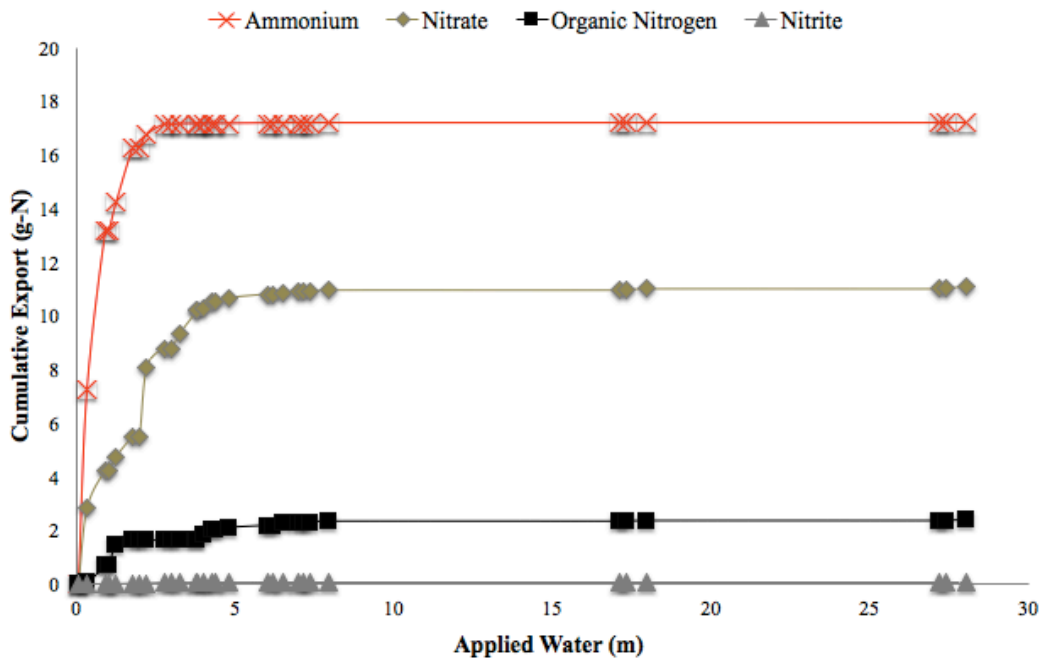 Ammonium Nitrate Organic Nitrogen Nitrite
20
18
16
14
12
10
8
6
4
2
0
Cumulative Export (g-N)
0 5 10 15 20 25 30
Applied Water (m)